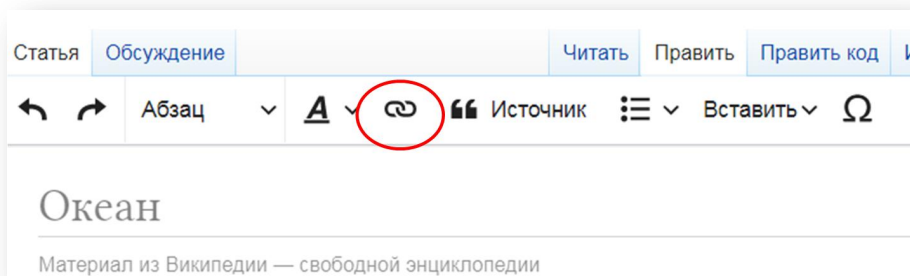 Статья Обсуждение Читать Править Править код
Абзац A Источник Вставить Ω
Океан
Материал из Википедии — свободной энциклопедии